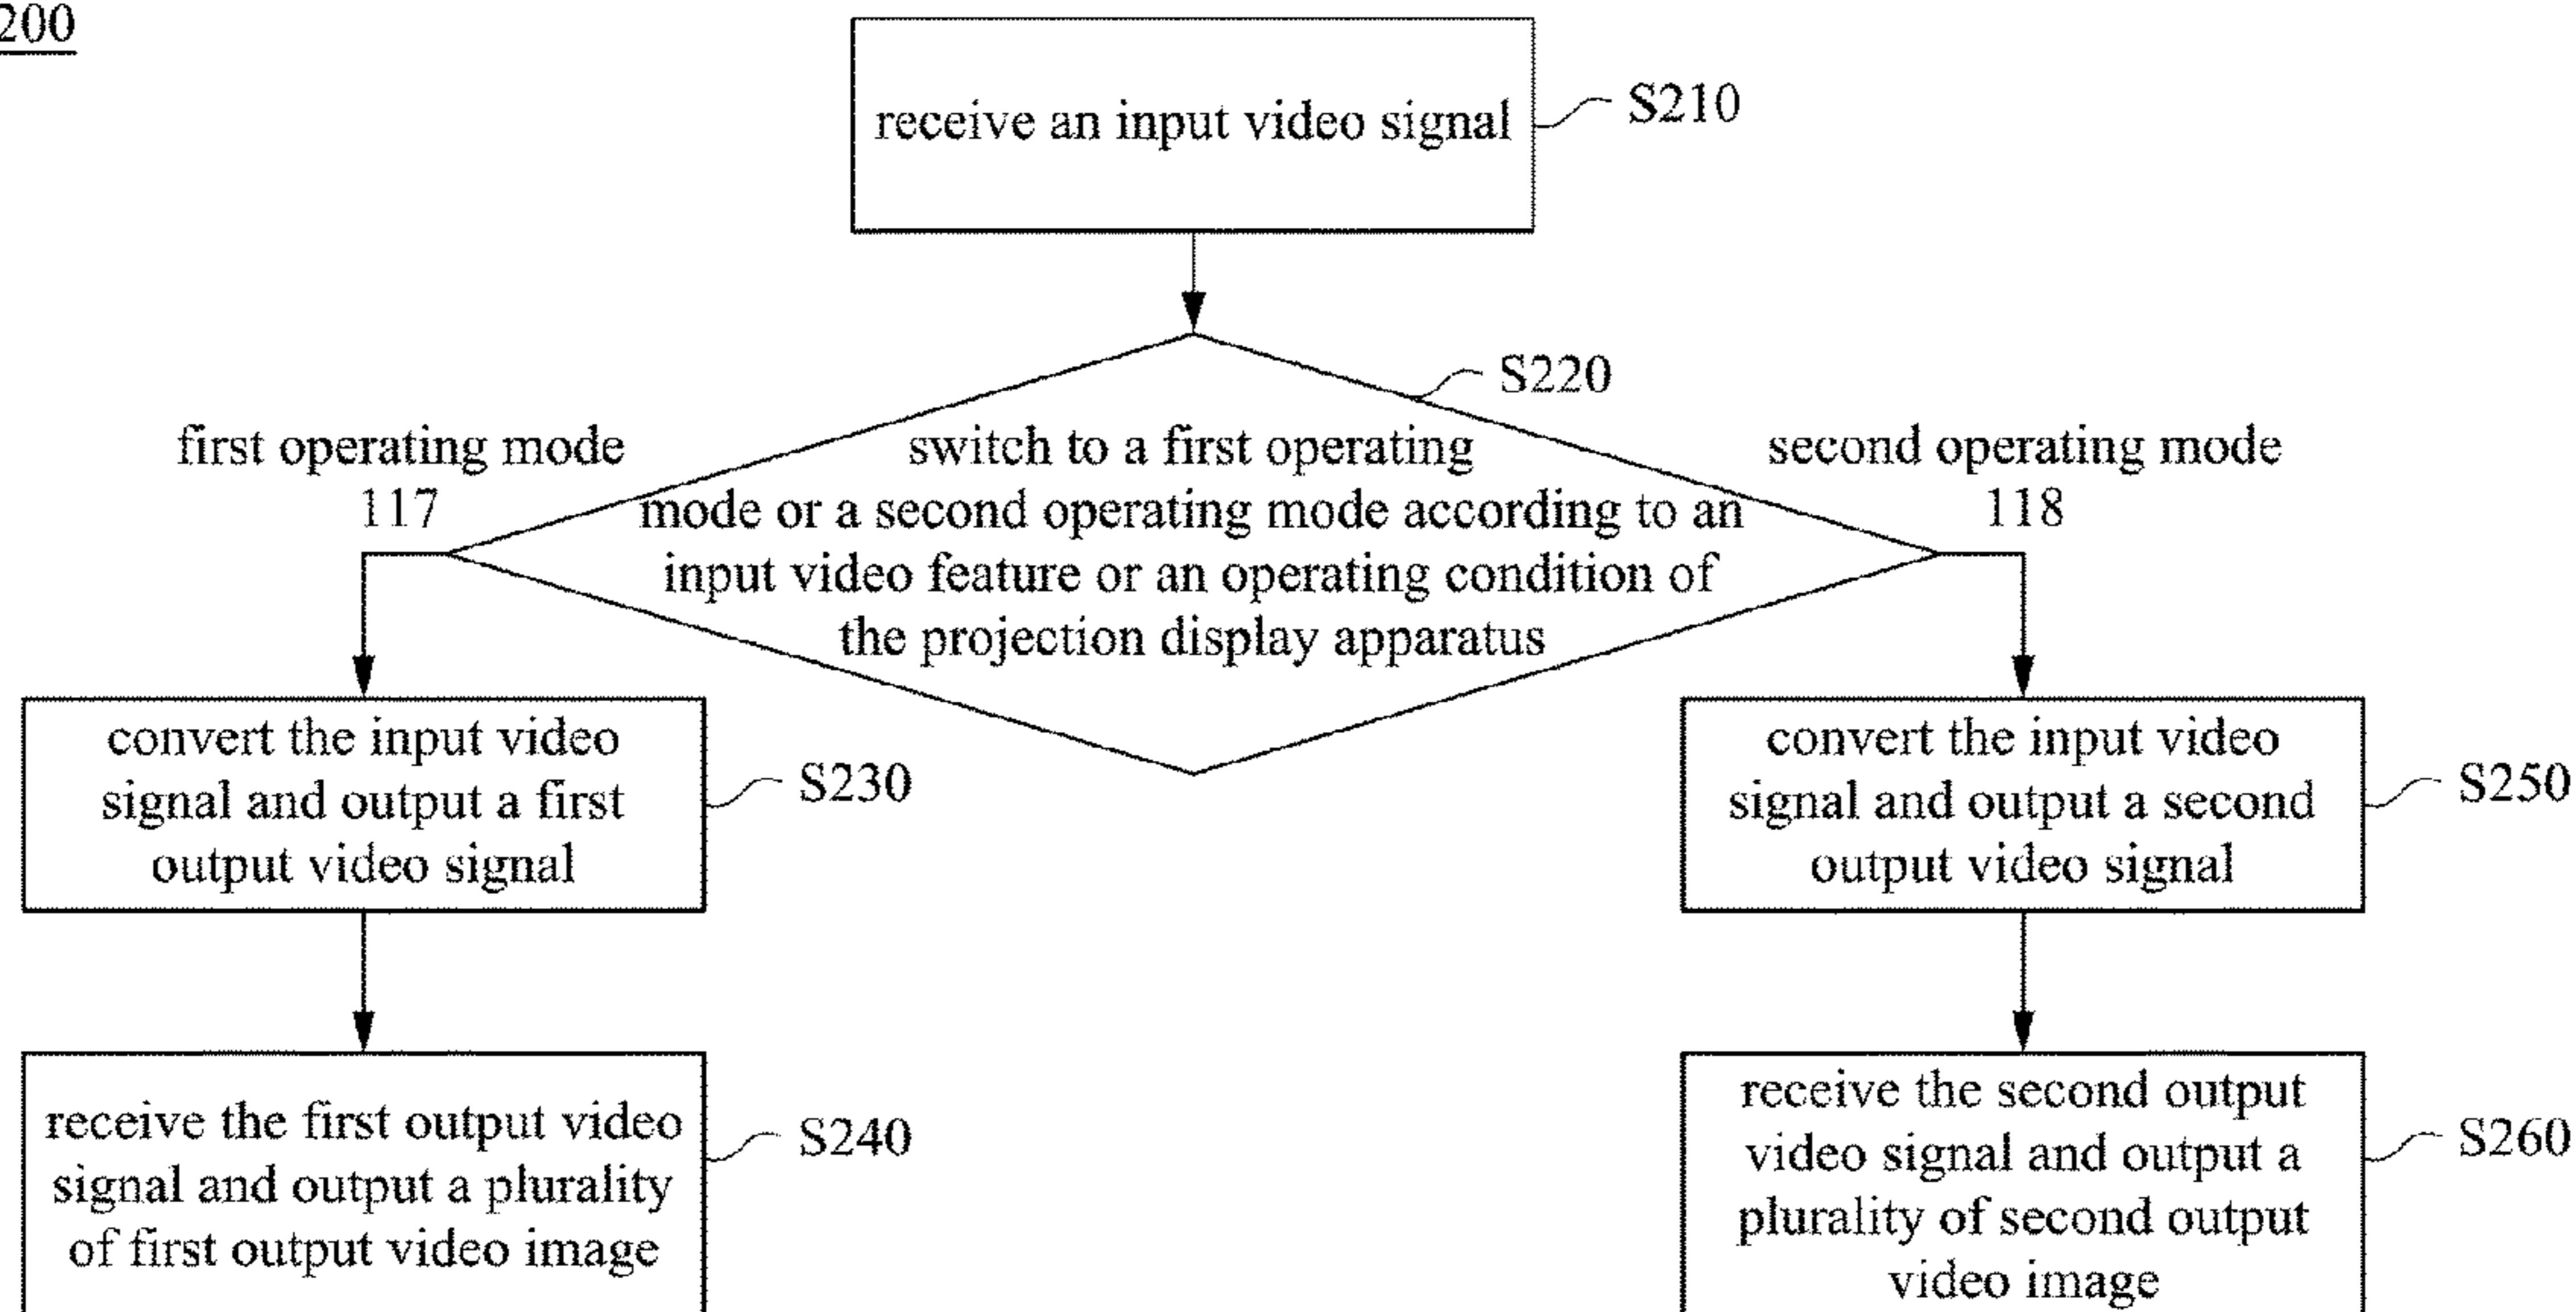 200
receive an input video signal
S210
S220
first operating mode
117
switch to a first operating
mode or a second operating mode according to an
input video feature or an operating condition of
the projection display apparatus
second operating mode
118
convert the input video
signal and output a first
output video signal
S230
convert the input video
signal and output a second
output video signal
S250
receive the first output video
signal and output a plurality
of first output video image
S240
receive the second output
video signal and output a
plurality of second output
video image
S260